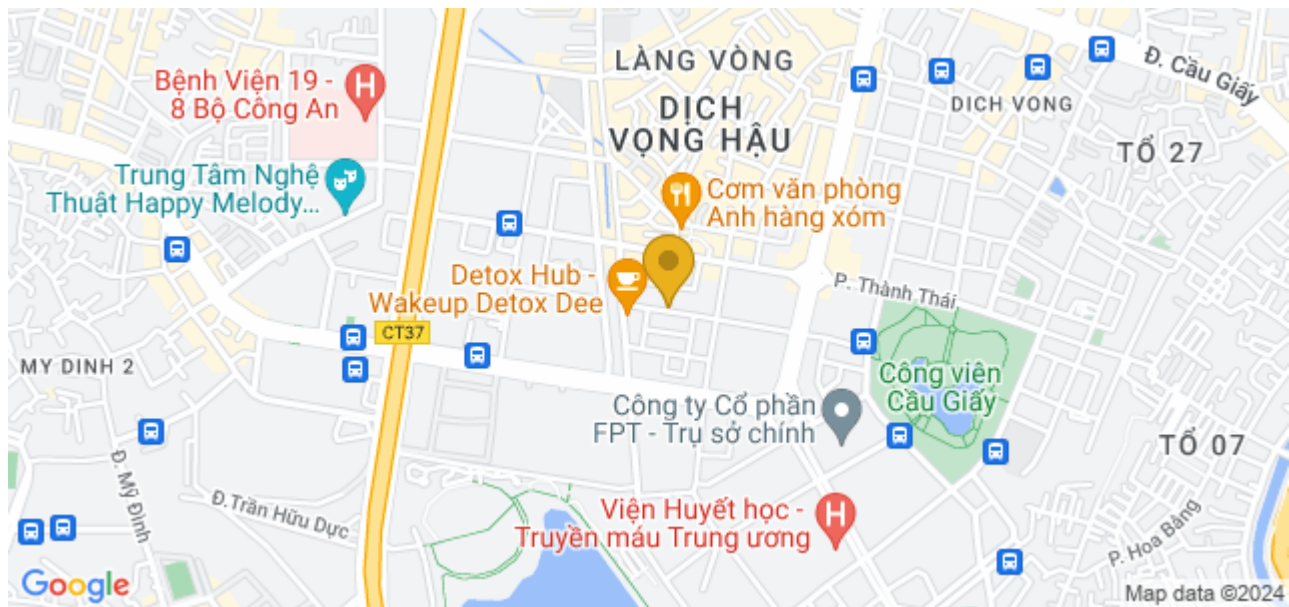 LÀNG VÒNG
Đ. Cầu Giấy
Bệnh Viện 19 -
8 Bộ Công An
DỊCH
VỌNG HẬU
DICH VONG
TỔ 27
Trung Tâm Nghệ
Thuật Happy Melody...
Cơm văn phòng
Anh hàng xóm
Detox Hub -
Wakeup Detox Dee
P. Thành Thái
CT37
MY DINH 2
Công viên
Cầu Giấy
Công ty Cổ phần
FPT - Trụ sở chính
TỔ 07
Đ. Mỹ Đình
Đ. Trần Hữu Dực
Viện Huyết học -
Truyền máu Trung ương
P. Hoa Bằng
Google
Map data ©2024